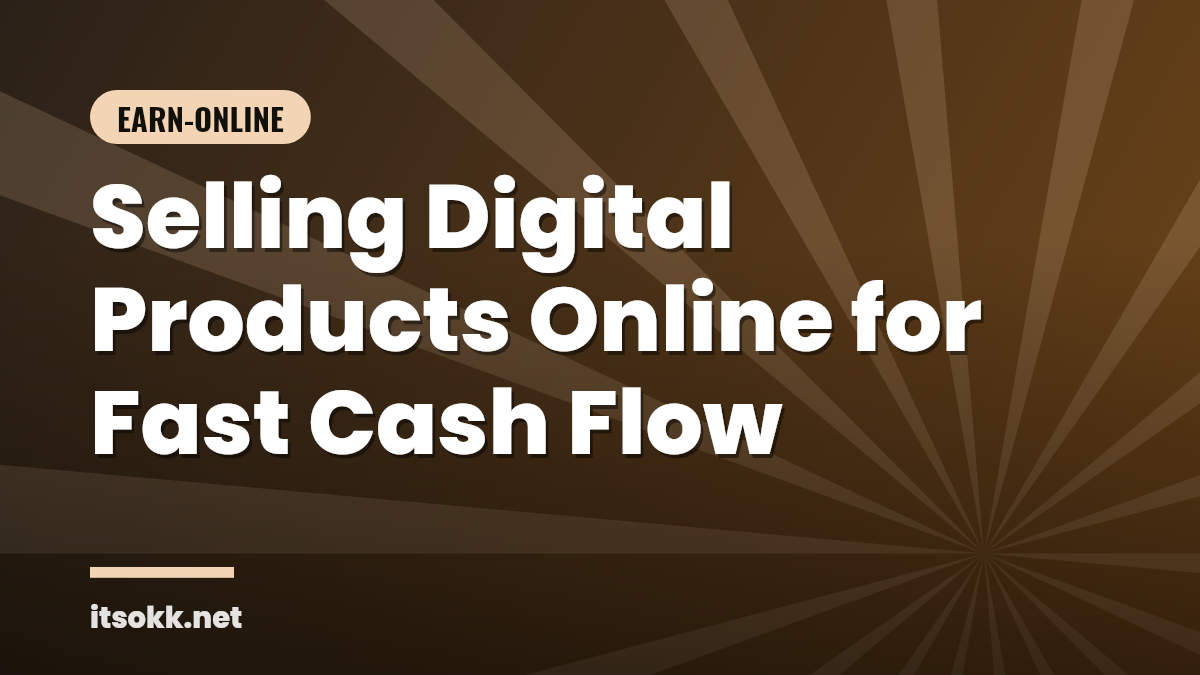 EARN-ONLINE
Selling Digital
Products Online for
Fast Cash Flow
itsokk.net